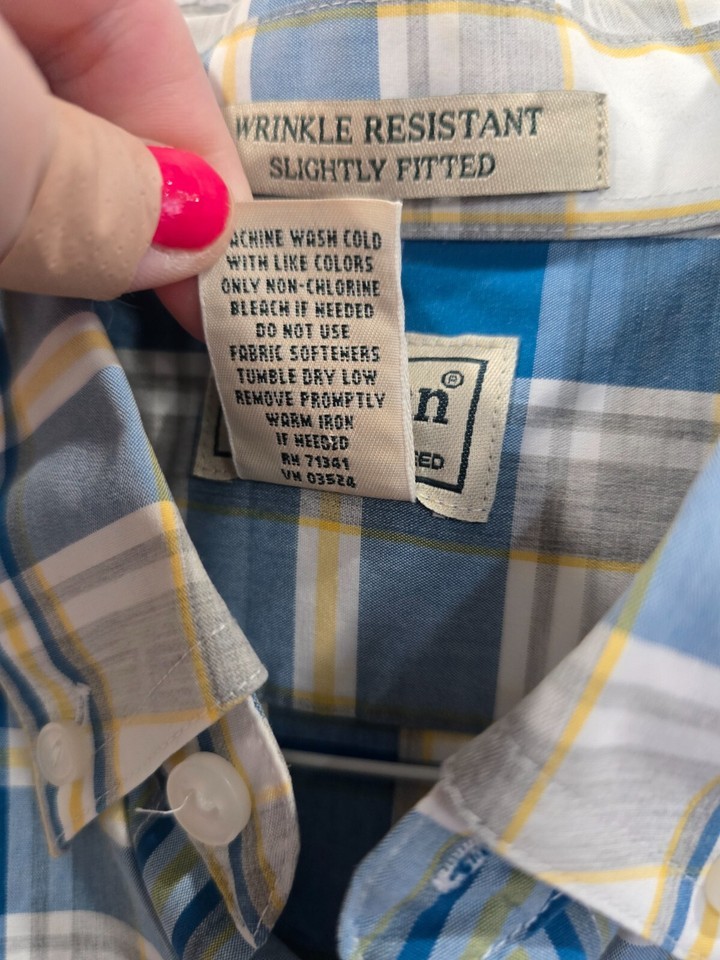 WRINKLE RESISTANT
SLIGHTLY FITTED
ACHINE WASH COLD
WITH LIKE COLORS
ONLY NON-CHLORINE
BLEACH IF NEEDED
DO NOT USE
FABRIC SOFTENERS
TUMBLE DRY LOW
REMOVE PROMPTLY
WARM IRON
IF NEEDED
RN 71341
VN 03524
n®
EED